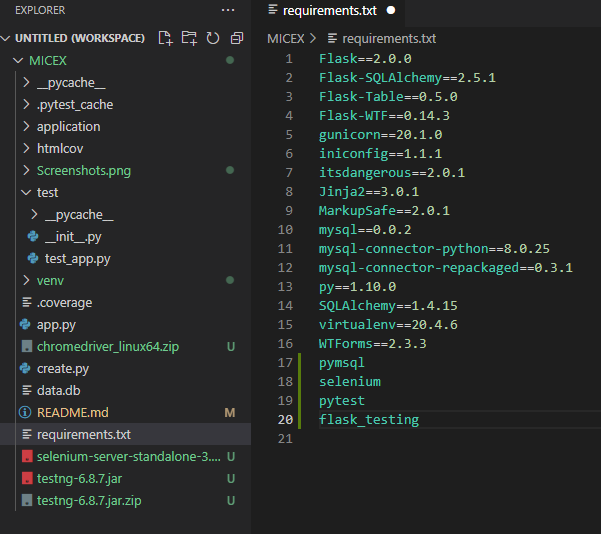 EXPLORER
UNTITLED (WORKSPACE)
MICEX
__pycache__
.pytest_cache
application
htmlcov
Screenshots.png
test
__pycache__
__init__.py
test_app.py
venv
.coverage
app.py
chromedriver_linux64.zip U
create.py
data.db
README.md M
requirements.txt
selenium-server-standalone-3.... U
testng-6.8.7.jar U
testng-6.8.7.jar.zip U
requirements.txt
MICEX > requirements.txt
1 Flask==2.0.0
2 Flask-SQLAlchemy==2.5.1
3 Flask-Table==0.5.0
4 Flask-WTF==0.14.3
5 gunicorn==20.1.0
6 iniconfig==1.1.1
7 itsdangerous==2.0.1
8 Jinja2==3.0.1
9 MarkupSafe==2.0.1
10 mysql==0.0.2
11 mysql-connector-python==8.0.25
12 mysql-connector-repackaged==0.3.1
13 py==1.10.0
14 SQLAlchemy==1.4.15
15 virtualenv==20.4.6
16 WTForms==2.3.3
17 pymsql
18 selenium
19 pytest
20 flask_testing
21